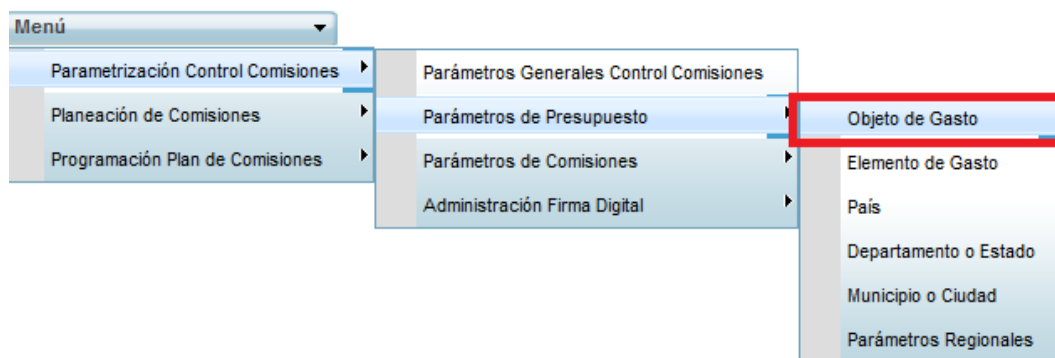 Menú
Parametrización Control Comisiones
Planeación de Comisiones
Programación Plan de Comisiones
Parámetros Generales Control Comisiones
Parámetros de Presupuesto
Parámetros de Comisiones
Administración Firma Digital
Objeto de Gasto
Elemento de Gasto
País
Departamento o Estado
Municipio o Ciudad
Parámetros Regionales